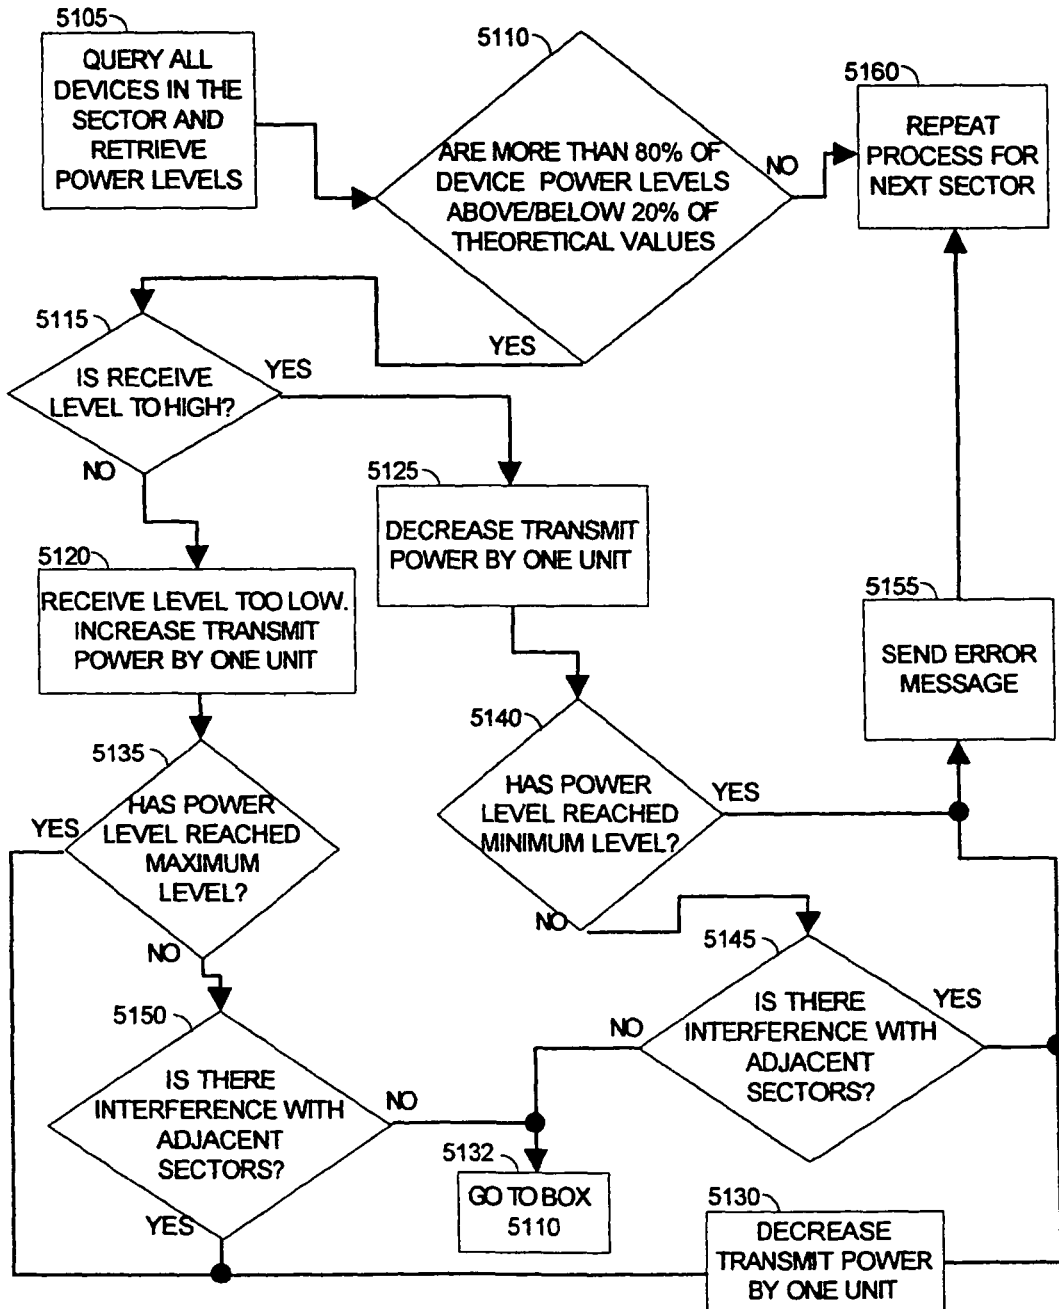 5105
QUERY ALL
DEVICES IN THE
SECTOR AND
RETRIEVE
POWER LEVELS
5110
ARE MORE THAN 80% OF
DEVICE POWER LEVELS
ABOVE/BELOW 20% OF
THEORETICAL VALUES
NO
YES
5160
REPEAT
PROCESS FOR
NEXT SECTOR
5115
IS RECEIVE
LEVEL TO HIGH?
YES
NO
5125
DECREASE TRANSMIT
POWER BY ONE UNIT
5120
RECEIVE LEVEL TOO LOW.
INCREASE TRANSMIT
POWER BY ONE UNIT
5155
SEND ERROR
MESSAGE
5135
HAS POWER
LEVEL REACHED
MAXIMUM
LEVEL?
YES
NO
5140
HAS POWER
LEVEL REACHED
MINIMUM LEVEL?
YES
NO
5145
IS THERE
INTERFERENCE WITH
ADJACENT
SECTORS?
YES
NO
5150
IS THERE
INTERFERENCE WITH
ADJACENT
SECTORS?
NO
YES
5132
GO TO BOX
5110
5130
DECREASE
TRANSMIT POWER
BY ONE UNIT